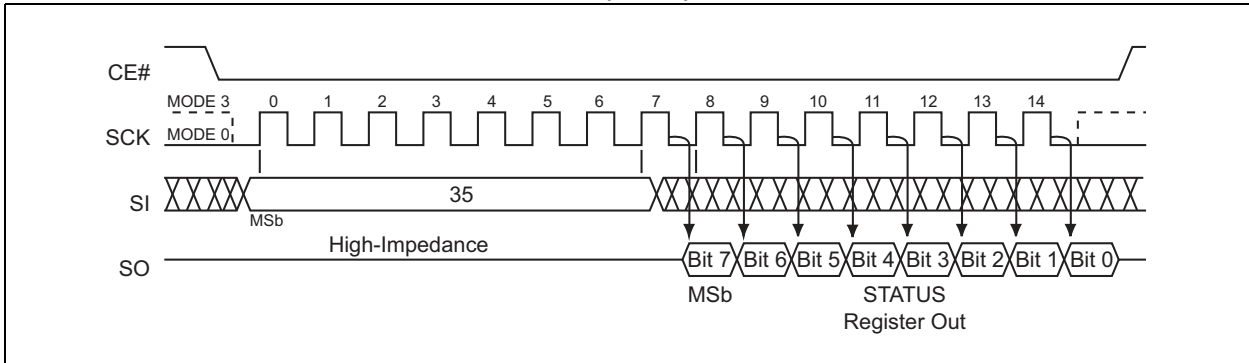 CE#
MODE 3 0 1 2 3 4 5 6 7 8 9 10 11 12 13 14
SCK MODE 0
SI 35
MSb
High-Impedance
SO Bit 7 Bit 6 Bit 5 Bit 4 Bit 3 Bit 2 Bit 1 Bit 0
MSb STATUS
Register Out